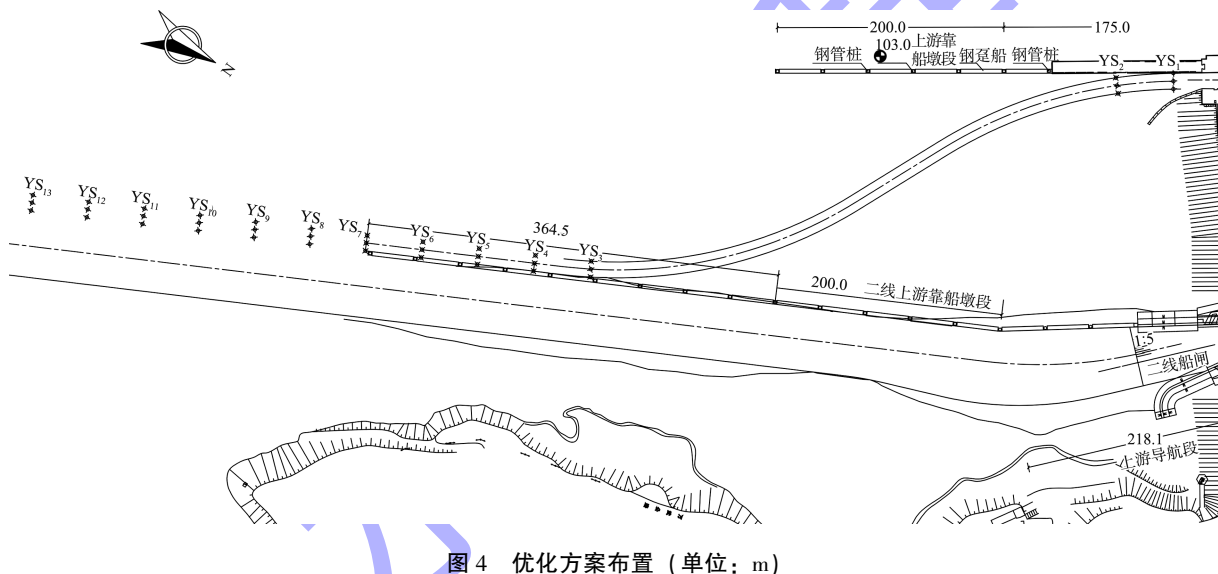 200.0
175.0
钢管桩
103.0
上游靠
船墩段
钢趸船
钢管桩
YS2
YS1
N
YS13
YS12
YS11
YS10
YS9
YS8
YS7
YS6
YS5
YS4
YS3
364.5
200.0
二线上游靠船墩段
1:5
二线船闸
218.1
上游导航段
图 4 优化方案布置（单位：m）